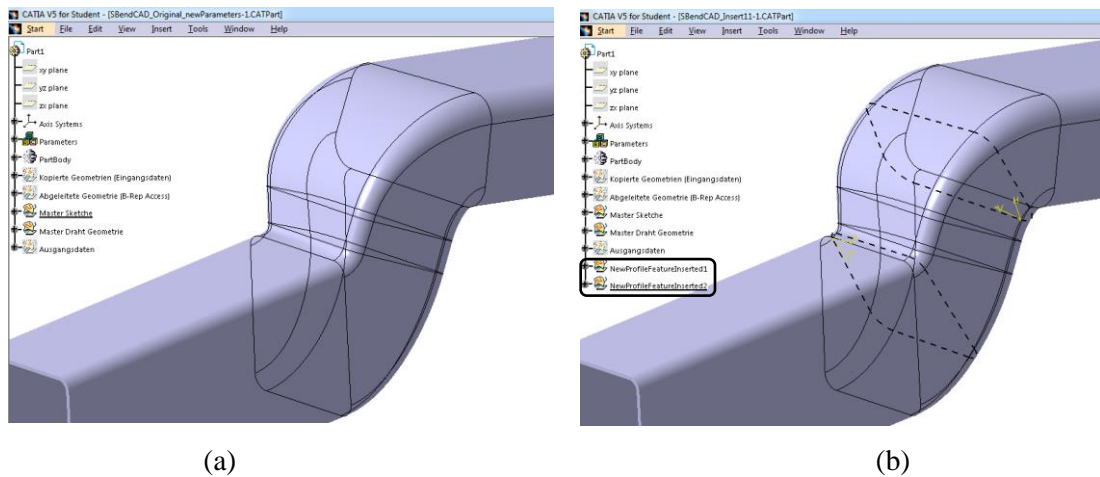 CATIA V5 for Student - [SBendCAD_Original_newParameters-1.CATPart]
Start File Edit View Insert Tools Window Help
Part1
xy plane
yz plane
zx plane
Axis Systems
Parameters
PartBody
Kopierte Geometrien (Eingangsdaten)
Abgeleitete Geometrie (B-Rep Access)
Master Sketche
Master Draht Geometrie
Ausgangsdaten
(a)
CATIA V5 for Student - [SBendCAD_Insert11-1.CATPart]
Start File Edit View Insert Tools Window Help
Part1
xy plane
yz plane
zx plane
Axis Systems
Parameters
PartBody
Kopierte Geometrien (Eingangsdaten)
Abgeleitete Geometrie (B-Rep Access)
Master Sketche
Master Draht Geometrie
Ausgangsdaten
NewProfileFeatureInserted1
NewProfileFeatureInserted2
(b)